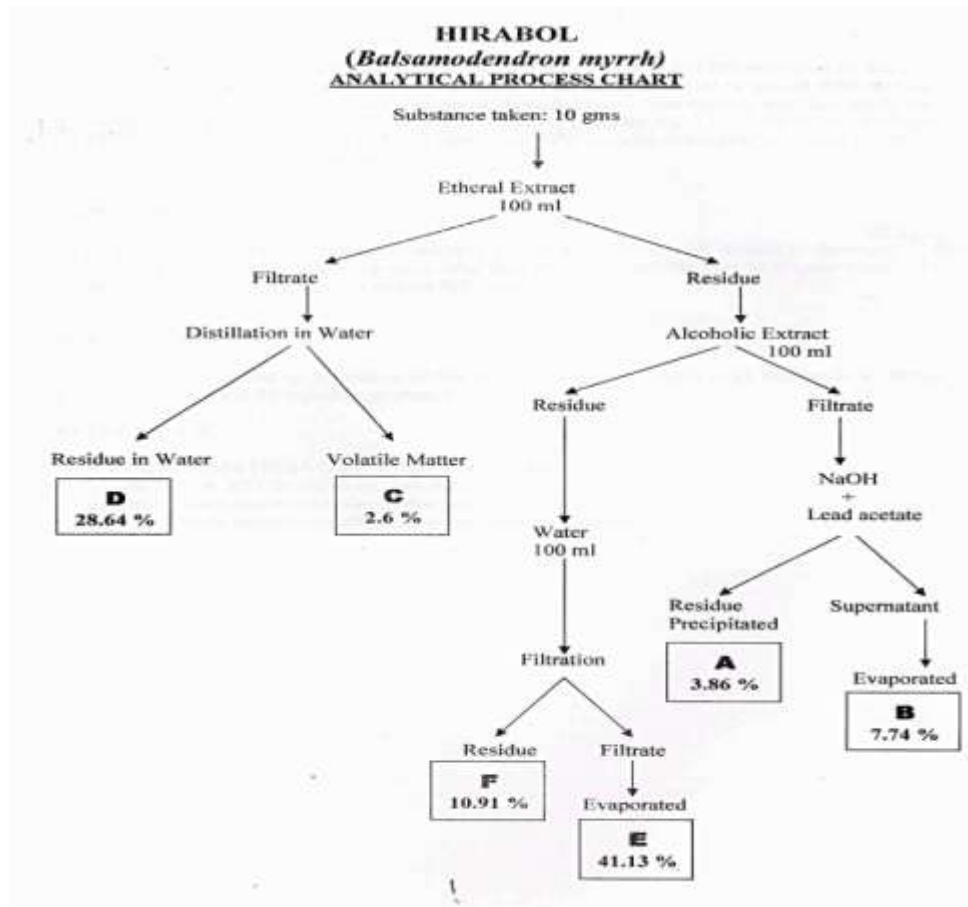 HIRABOL
(Balsamodendron myrrh)
ANALYTICAL PROCESS CHART
Substance taken: 10 gms
Etheral Extract
100 ml
Filtrate
Residue
Distillation in Water
Alcoholic Extract
100 ml
Residue
Filtrate
Residue in Water
Volatile Matter
D
28.64 %
C
2.6 %
NaOH
+
Lead acetate
Water
100 ml
Residue
Precipitated
Supernatant
A
3.86 %
Filtration
Evaporated
B
7.74 %
Residue
Filtrate
F
10.91 %
Evaporated
E
41.13 %